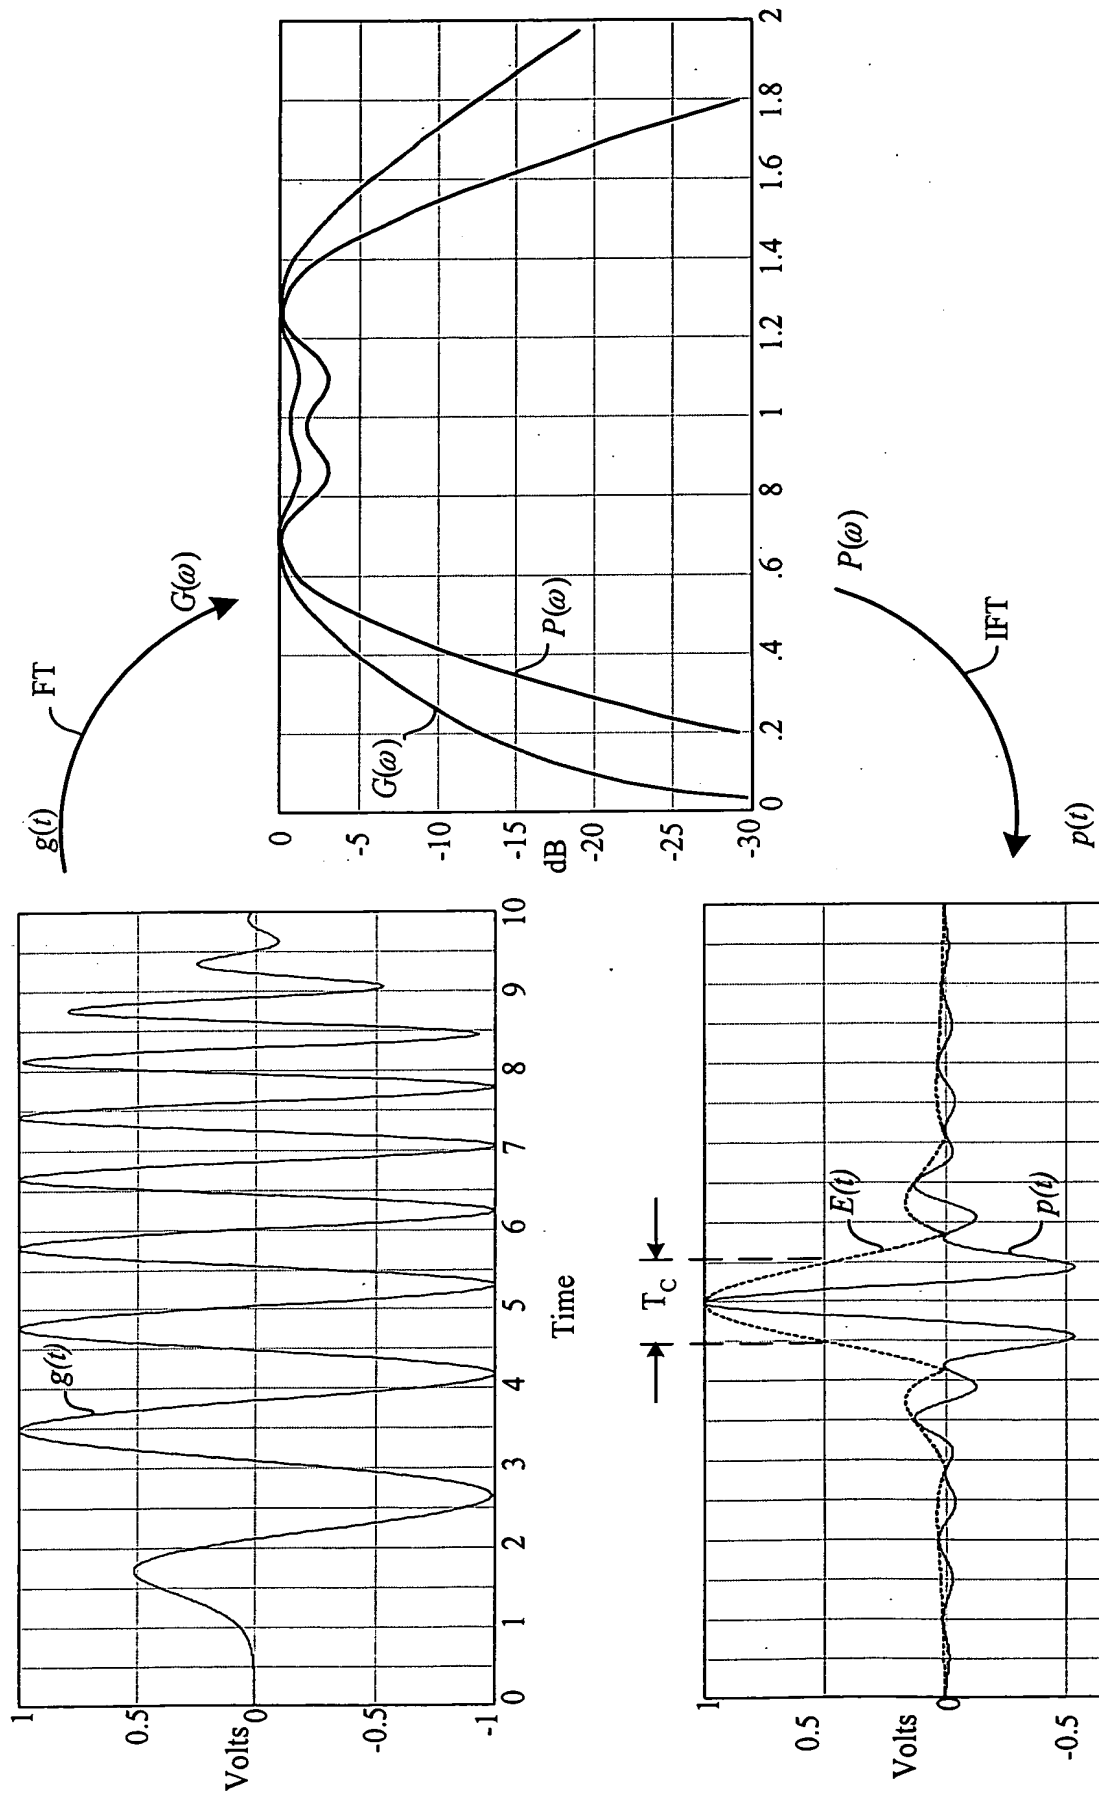 g(t)
FT
G(ω)
1
0.5
Volts 0
-0.5
-1
g(t)
0 1 2 3 4 5 6 7 8 9 10
Time
0
-5
-10
-15
dB
-20
-25
-30
G(ω)
P(ω)
0 .2 .4 .6 .8 1 1.2 1.4 1.6 1.8 2
P(ω)
IFT
p(t)
1
0.5
Volts
0
-0.5
T_C
E(t)
p(t)